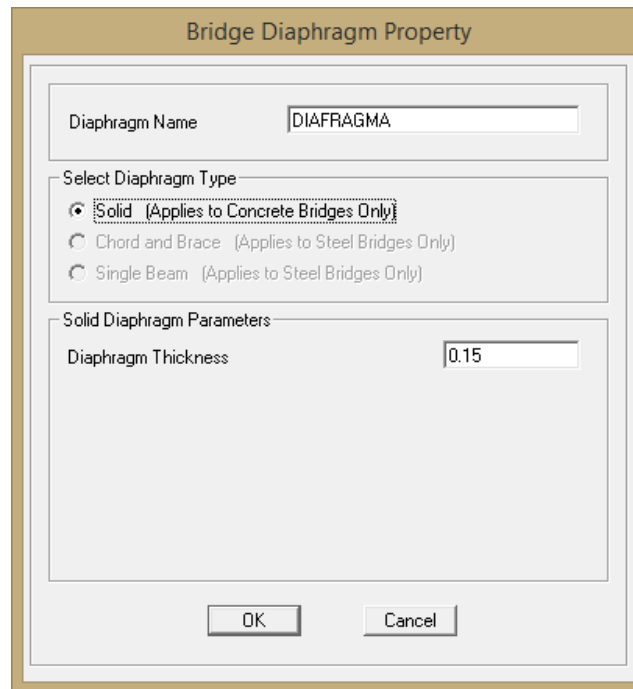 Bridge Diaphragm Property
Diaphragm Name DIAFRAGMA
Select Diaphragm Type
Solid (Applies to Concrete Bridges Only)
Chord and Brace (Applies to Steel Bridges Only)
Single Beam (Applies to Steel Bridges Only)
Solid Diaphragm Parameters
Diaphragm Thickness 0.15
OK Cancel